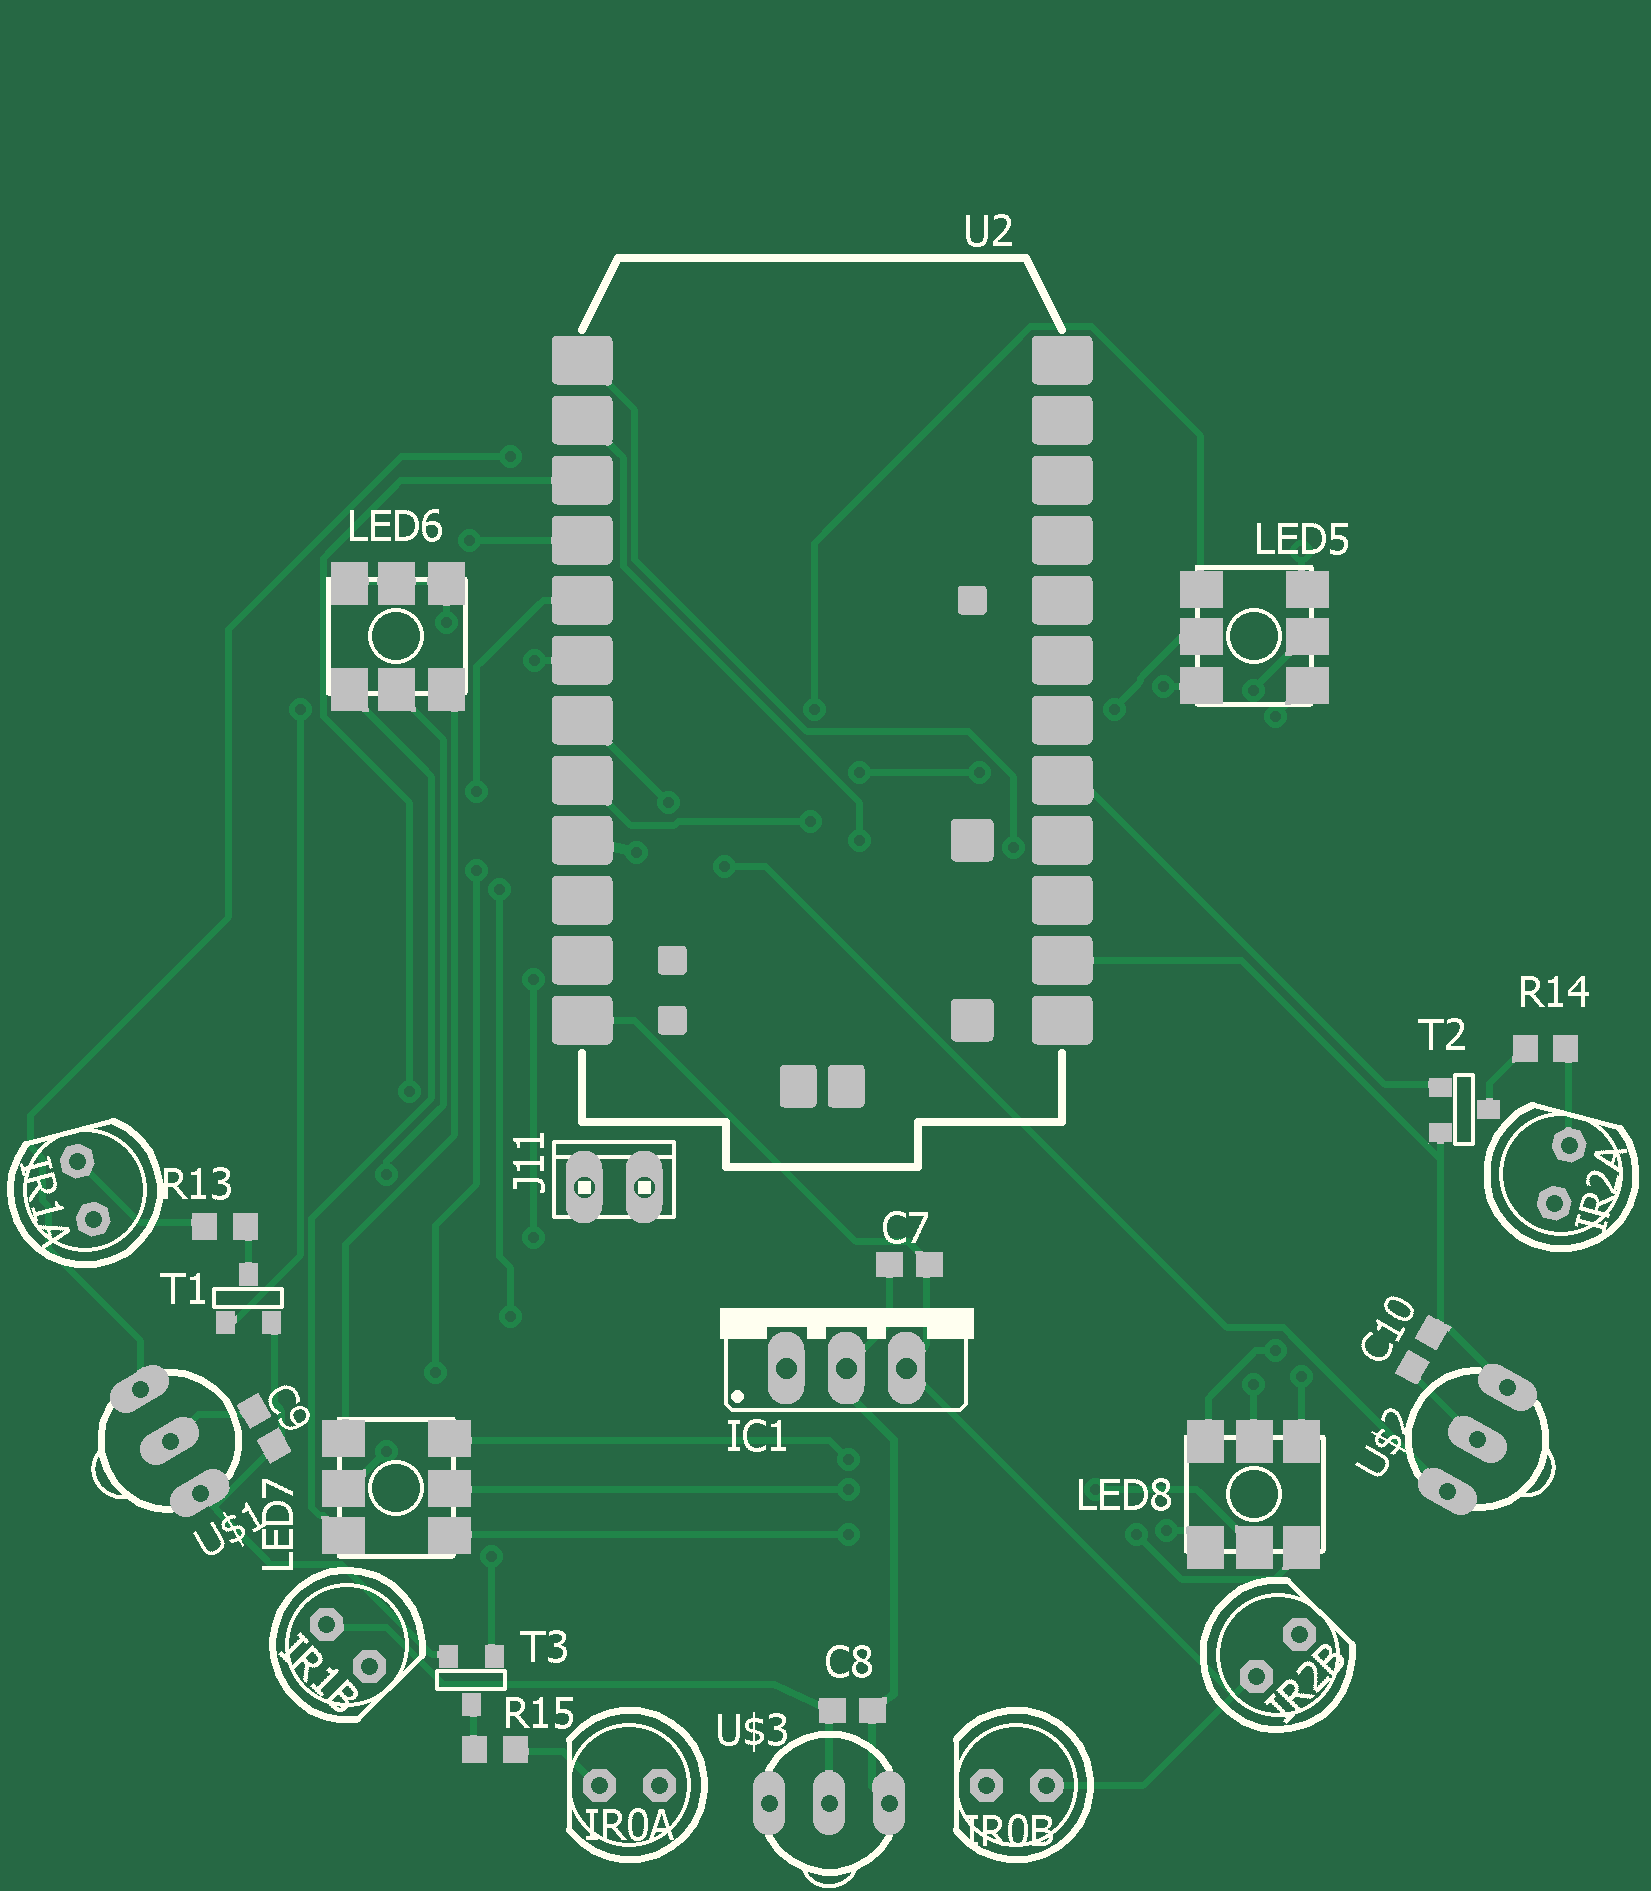 U2
LED6
LED5
R14
T2
J11
IR1A
R13
IR2A
C7
T1
C10
C9
IC1
U$2
LED8
U$1
LED7
IR1B
T3
C8
IR2B
R15
U$3
IR0A
IR0B